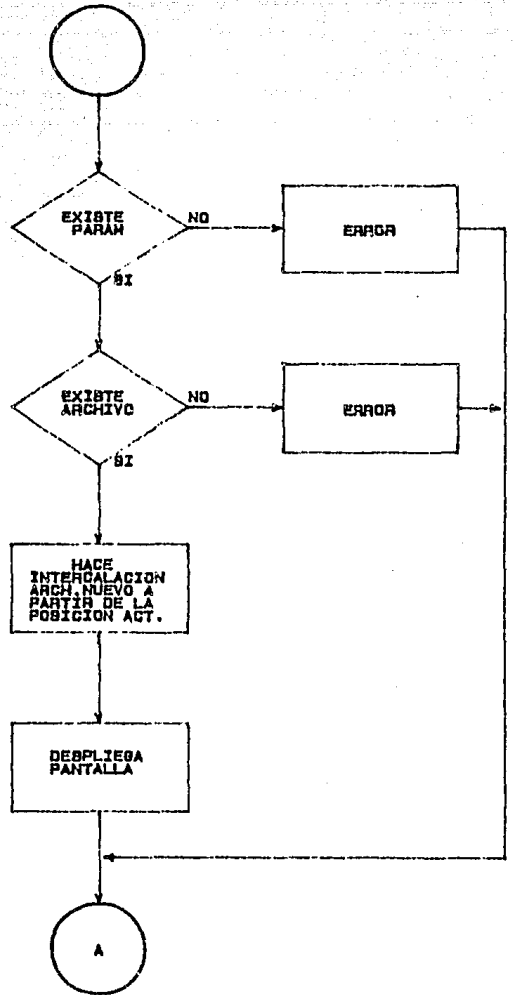 EXISTE
PARAM
NO
ERROR
SI
EXISTE
ARCHIVO
NO
ERROR
SI
HACE
INTERCALACION
ARCH.NUEVO A
PARTIR DE LA
POSICION ACT.
DESPLIEGA
PANTALLA
A